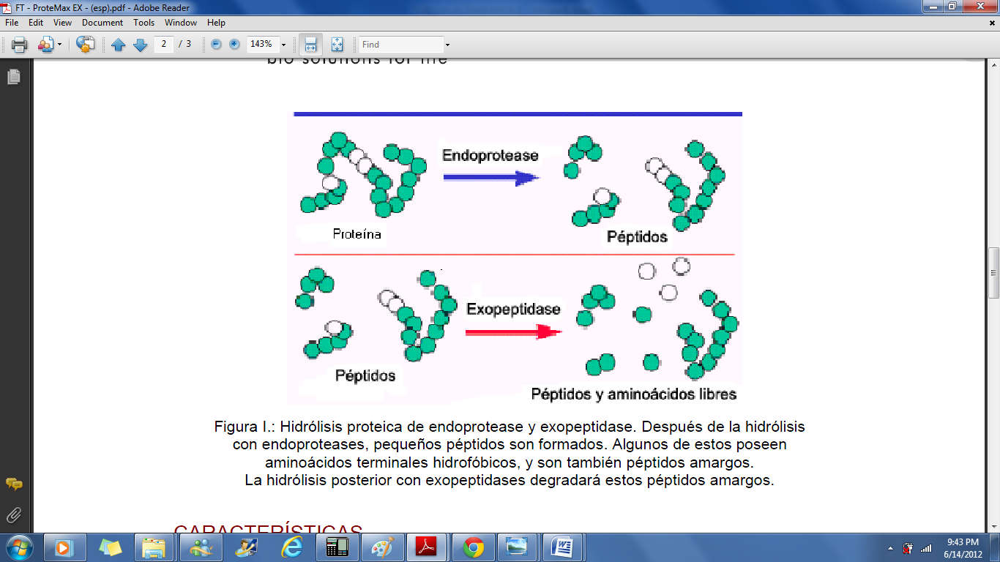 FT - ProteMax EX - (esp).pdf - Adobe Reader
File Edit View Document Tools Window Help
2 / 3 143% Find
bio solutions for life
Endoprotease
Proteína
Péptidos
Exopeptidase
Péptidos
Péptidos y aminoácidos libres
Figura I.: Hidrólisis proteica de endoprotease y exopeptidase. Después de la hidrólisis
con endoproteases, pequeños péptidos son formados. Algunos de estos poseen
aminoácidos terminales hidrofóbicos, y son también péptidos amargos.
La hidrólisis posterior con exopeptidases degradará estos péptidos amargos.
CARACTERÍSTICAS
9:43 PM
6/14/2012